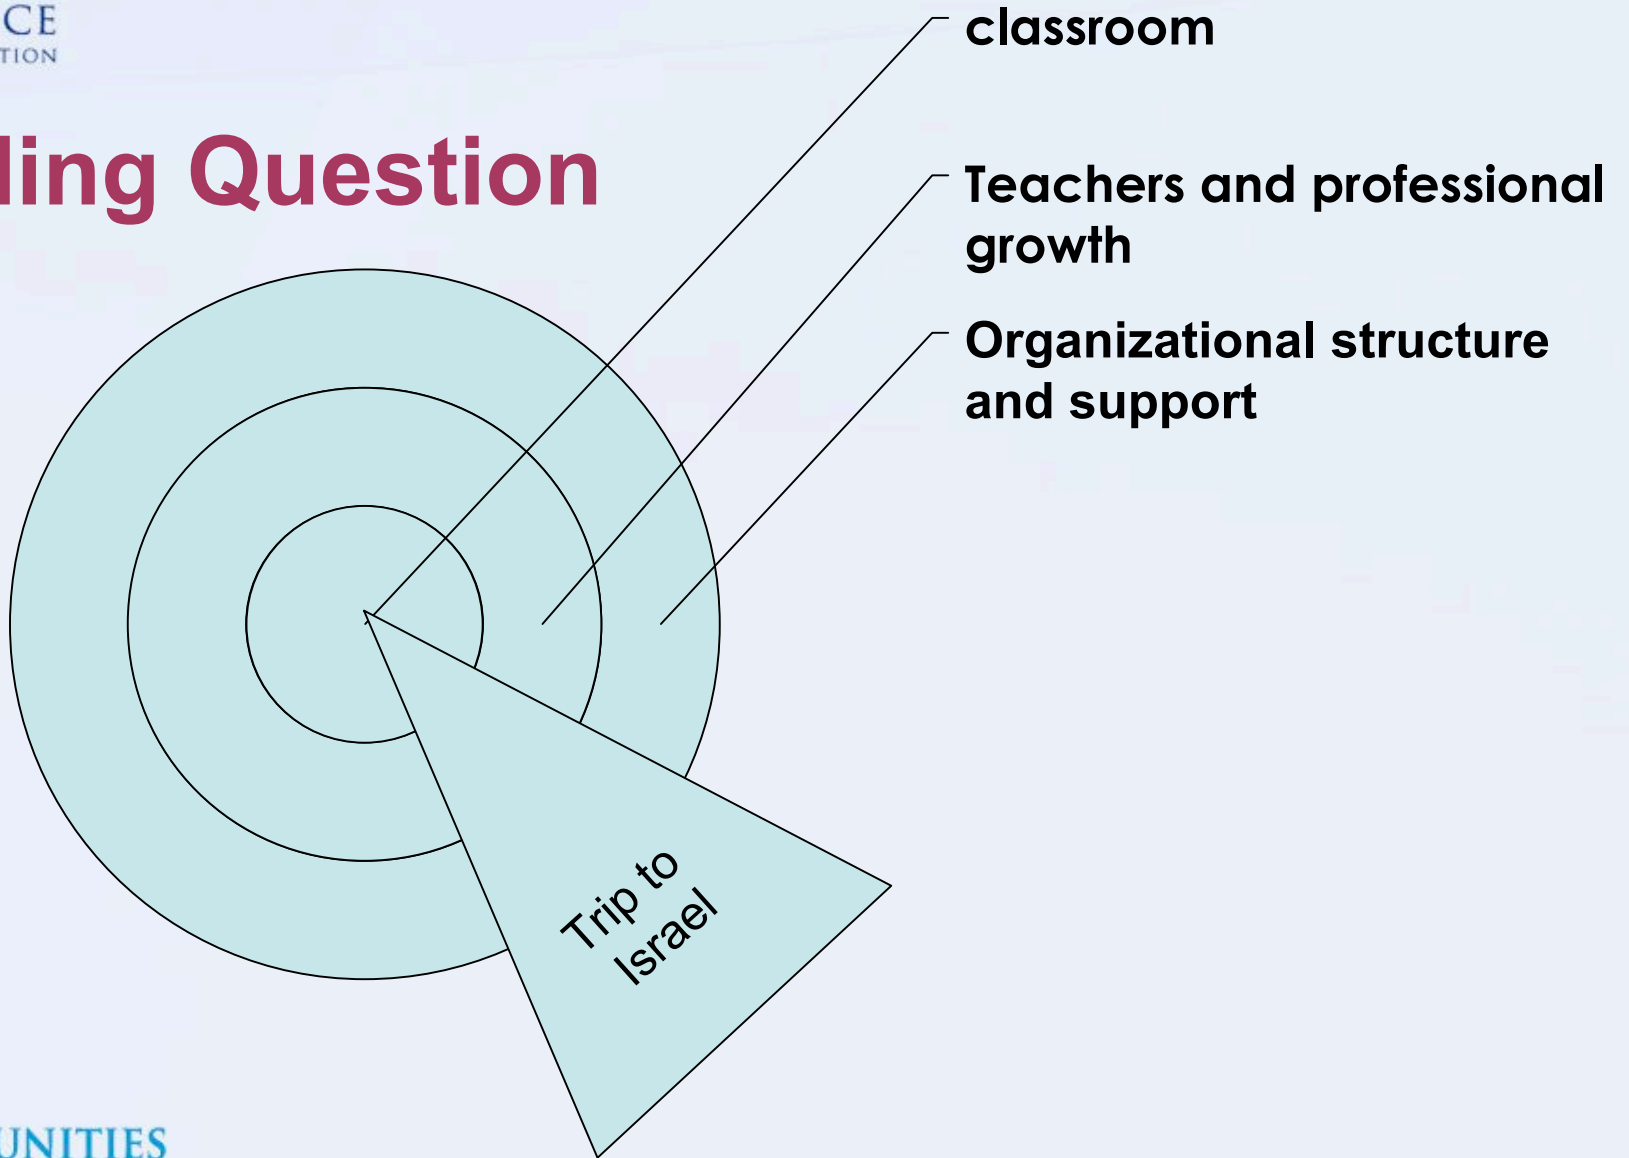 CE
TION
classroom
ling Question
Teachers and professional
growth
Organizational structure
and support
Trip to
Israel
UNITIES